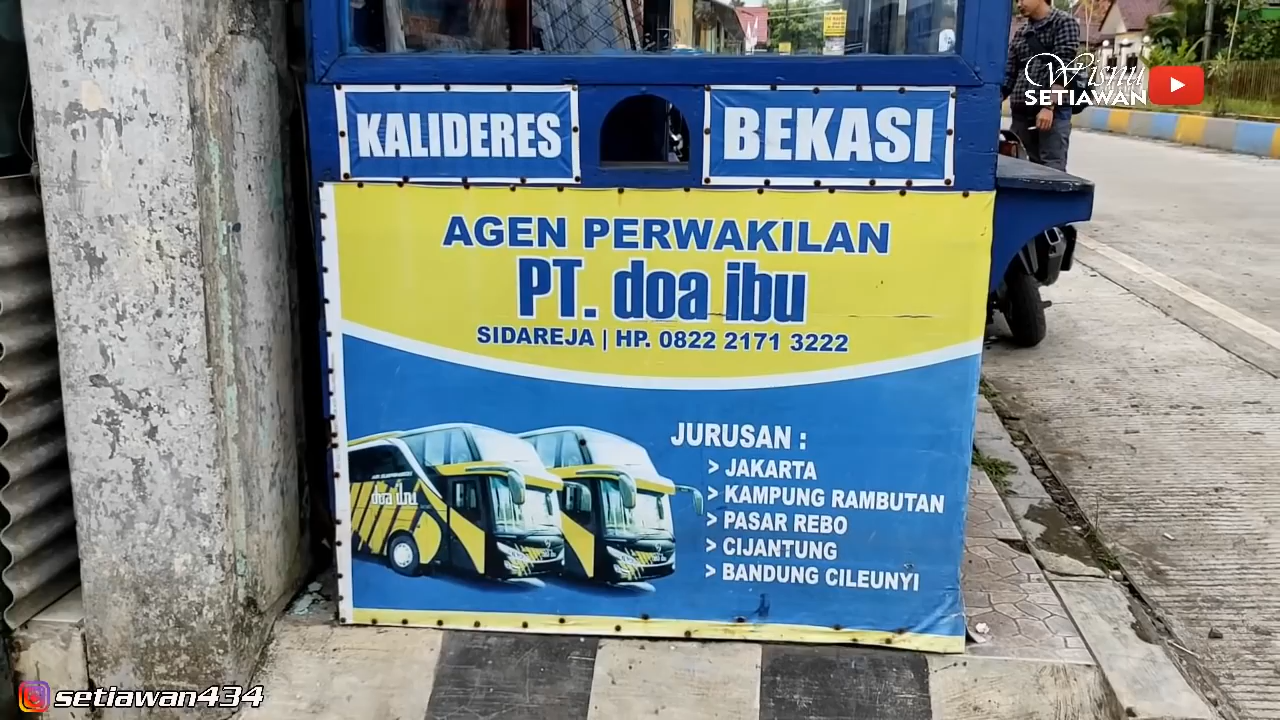 Wisnu
SETIAWAN
KALIDERES
BEKASI
AGEN PERWAKILAN
PT. doa ibu
SIDAREJA | HP. 0822 2171 3222
doa ibu
JURUSAN :
> JAKARTA
> KAMPUNG RAMBUTAN
> PASAR REBO
> CIJANTUNG
> BANDUNG CILEUNYI
setiawan434